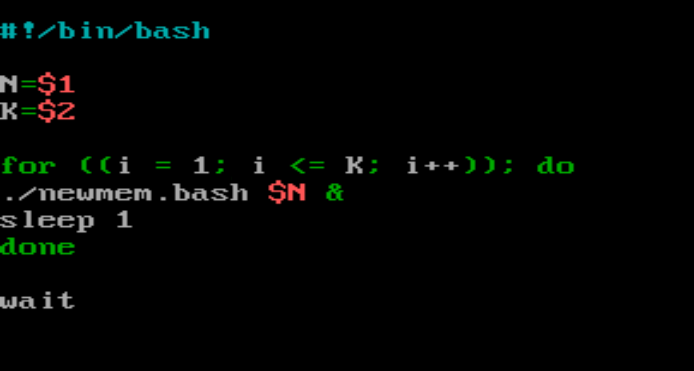 #!/bin/bash
N=$1
K=$2
for ((i = 1; i <= K; i++)); do
./newmem.bash $N &
sleep 1
done
wait